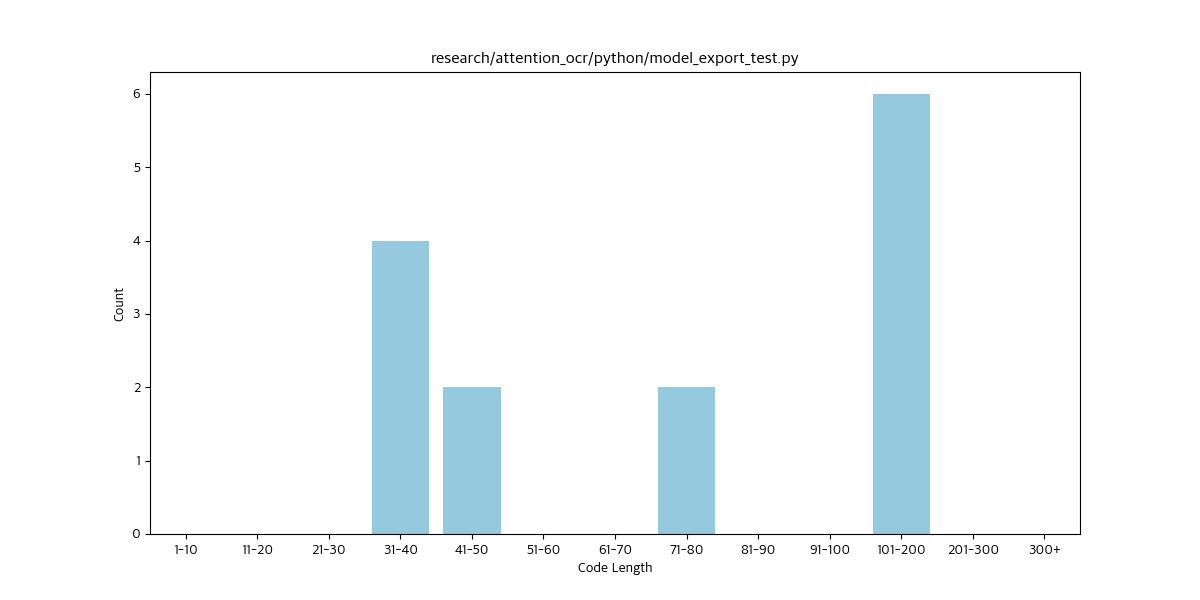 research/attention_ocr/python/model_export_test.py
Count
6
5
4
3
2
1
0
1-10 11-20 21-30 31-40 41-50 51-60 61-70 71-80 81-90 91-100 101-200 201-300 300+
Code Length